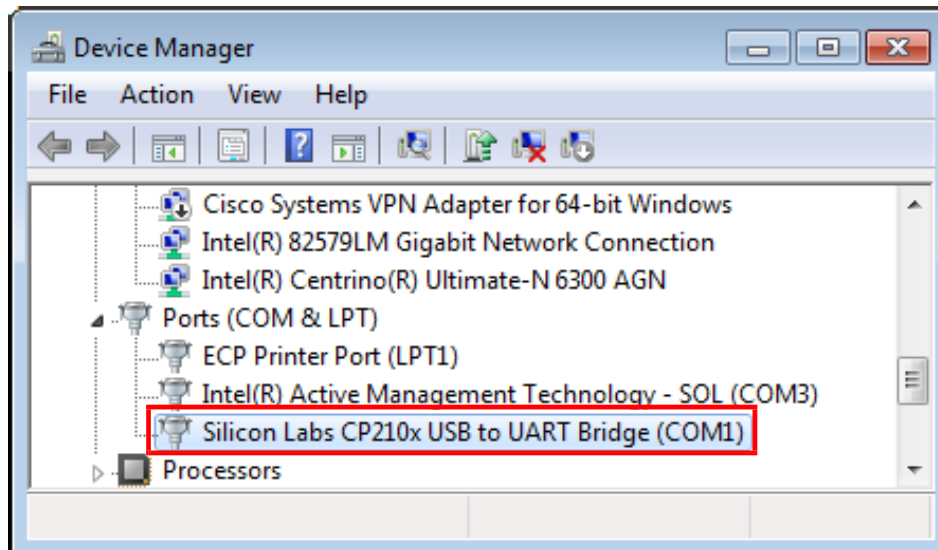 Device Manager
File Action View Help
Cisco Systems VPN Adapter for 64-bit Windows
Intel(R) 82579LM Gigabit Network Connection
Intel(R) Centrino(R) Ultimate-N 6300 AGN
Ports (COM & LPT)
ECP Printer Port (LPT1)
Intel(R) Active Management Technology - SOL (COM3)
Silicon Labs CP210x USB to UART Bridge (COM1)
Processors